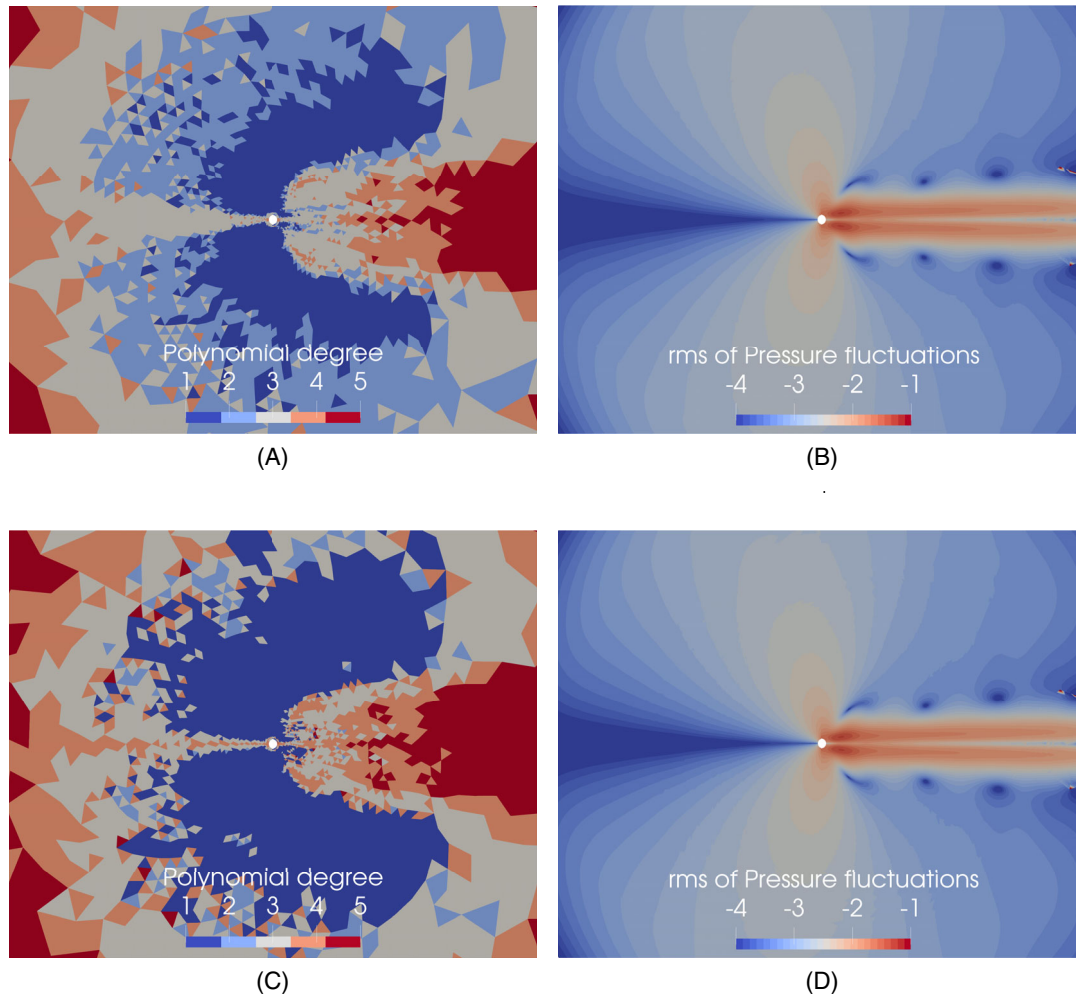 Polynomial degree
1 2 3 4 5
(A)
rms of Pressure fluctuations
-4 -3 -2 -1
(B)
.
Polynomial degree
1 2 3 4 5
(C)
rms of Pressure fluctuations
-4 -3 -2 -1
(D)